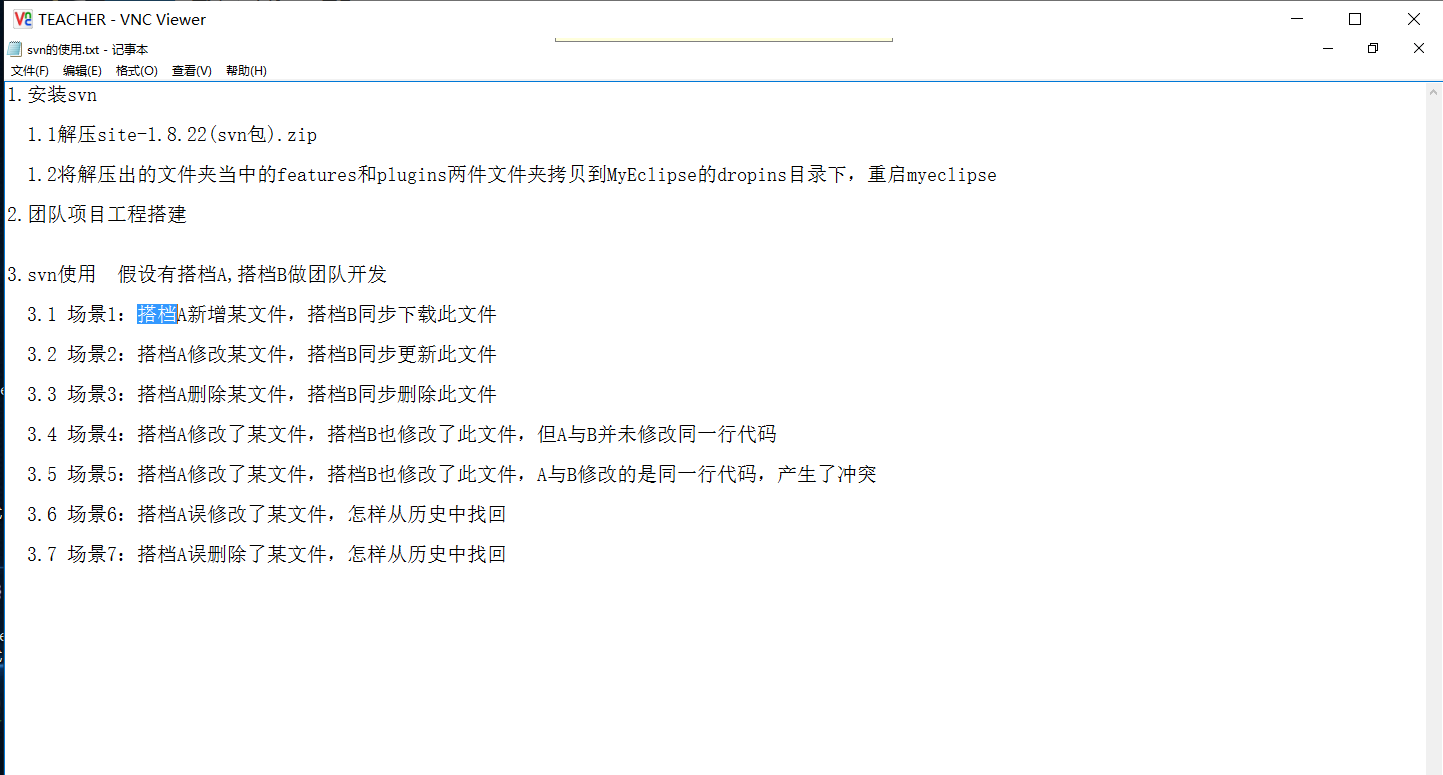 TEACHER - VNC Viewer
svn的使用.txt - 记事本
文件(F) 编辑(E) 格式(O) 查看(V) 帮助(H)
1.安装svn
1.1解压site-1.8.22(svn包).zip
1.2将解压出的文件夹当中的features和plugins两件文件夹拷贝到MyEclipse的dropins目录下，重启myeclipse
2.团队项目工程搭建
3.svn使用 假设有搭档A,搭档B做团队开发
3.1 场景1：搭档A新增某文件，搭档B同步下载此文件
3.2 场景2：搭档A修改某文件，搭档B同步更新此文件
3.3 场景3：搭档A删除某文件，搭档B同步删除此文件
3.4 场景4：搭档A修改了某文件，搭档B也修改了此文件，但A与B并未修改同一行代码
3.5 场景5：搭档A修改了某文件，搭档B也修改了此文件，A与B修改的是同一行代码，产生了冲突
3.6 场景6：搭档A误修改了某文件，怎样从历史中找回
3.7 场景7：搭档A误删除了某文件，怎样从历史中找回